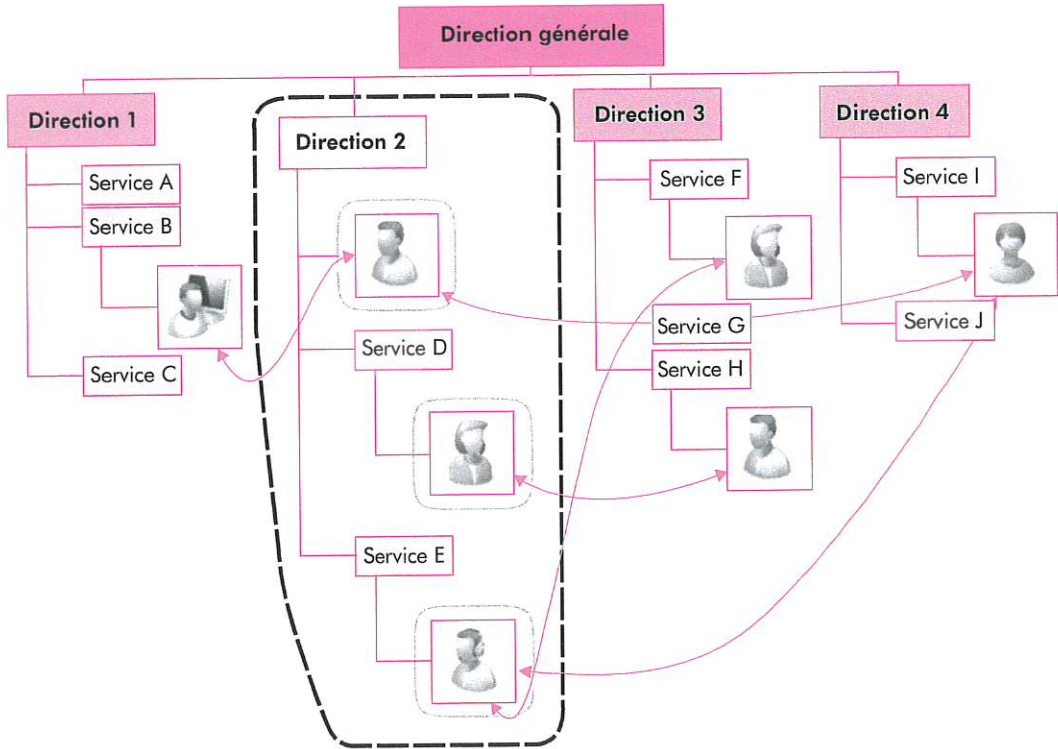 Direction générale
Direction 1
Service A
Service B
Service C
Direction 2
Service D
Service E
Direction 3
Service F
Service G
Service H
Direction 4
Service I
Service J